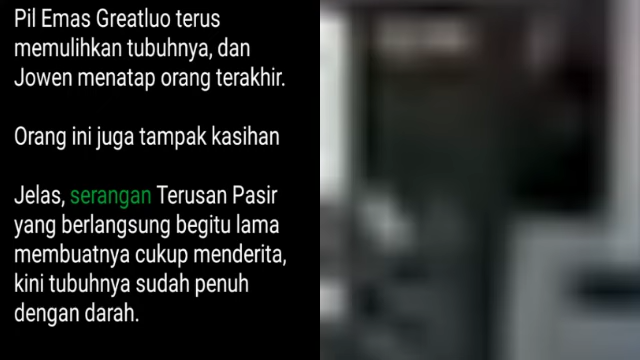 Pil Emas Greatluo terus
memulihkan tubuhnya, dan
Jowen menatap orang terakhir.
Orang ini juga tampak kasihan
Jelas, serangan Terusan Pasir
yang berlangsung begitu lama
membuatnya cukup menderita,
kini tubuhnya sudah penuh
dengan darah.